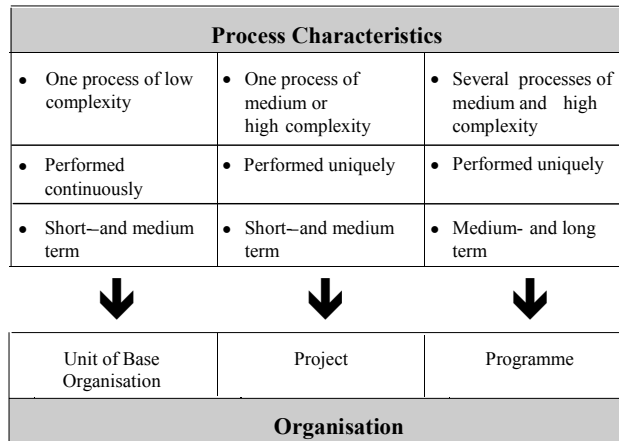 Process Characteristics
• One process of low
complexity
• One process of
medium or
high complexity
• Several processes of
medium and high
complexity
• Performed
continuously
• Performed uniquely
• Performed uniquely
• Short–and medium
term
• Short–and medium
term
• Medium- and long
term
Unit of Base
Organisation
Project
Programme
Organisation